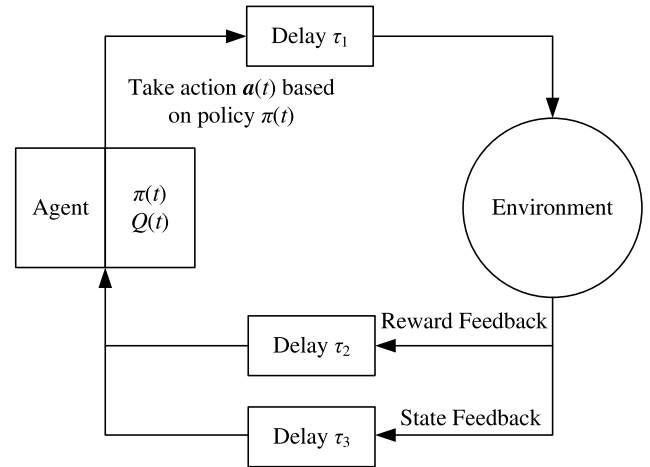 Delay τ₁
Take action a(t) based
on policy π(t)
Agent
π(t)
Q(t)
Environment
Reward Feedback
Delay τ₂
State Feedback
Delay τ₃